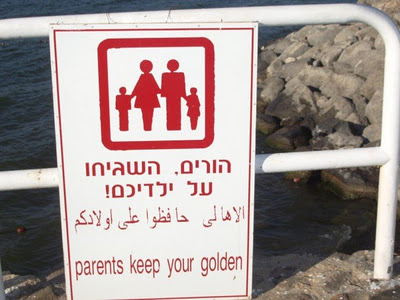 הורים, השגיחו
על ילדיכם!
الاهالي حافظوا على اولادكم
parents keep your golden